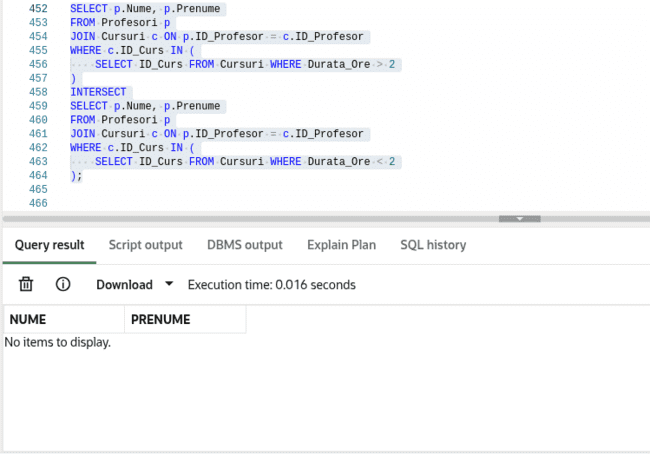 452 SELECT p.Nume, p.Prenume
453 FROM Profesori p
454 JOIN Cursuri c ON p.ID_Profesor = c.ID_Profesor
455 WHERE c.ID_Curs IN (
456     SELECT ID_Curs FROM Cursuri WHERE Durata_Ore > 2
457 )
458 INTERSECT
459 SELECT p.Nume, p.Prenume
460 FROM Profesori p
461 JOIN Cursuri c ON p.ID_Profesor = c.ID_Profesor
462 WHERE c.ID_Curs IN (
463     SELECT ID_Curs FROM Cursuri WHERE Durata_Ore < 2
464 );
465
466
Query result Script output DBMS output Explain Plan SQL history
Download Execution time: 0.016 seconds
NUME PRENUME
No items to display.